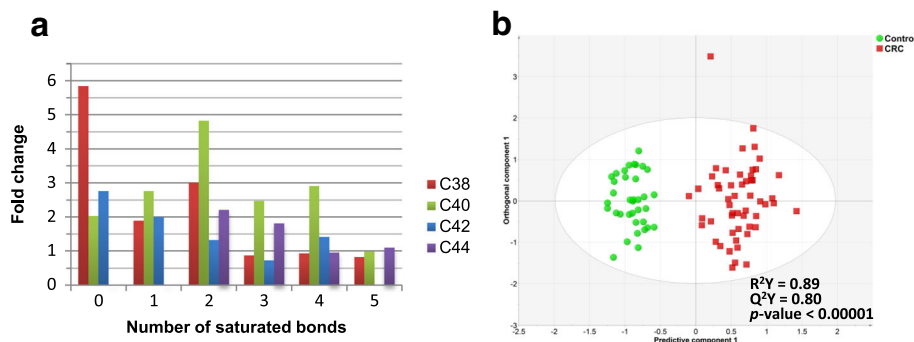 a
6
5
4
3
2
1
0
Fold change
0 1 2 3 4 5
Number of saturated bonds
C38
C40
C42
C44
b
Contro
CRC
3
2
1
0
-1
-2
-3
Orthogonal component 1
-2.5 -2 -1.5 -1 -0.5 0 0.5 1 1.5 2 2.5
Predictive component 1
R²Y = 0.89
Q²Y = 0.80
p-value < 0.00001